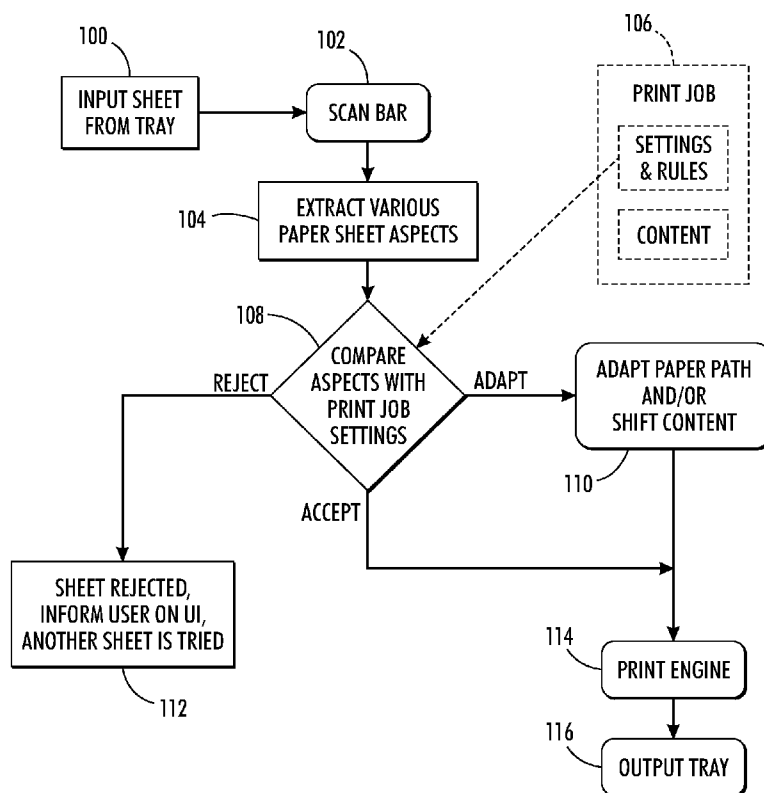 100
INPUT SHEET
FROM TRAY
102
SCAN BAR
106
PRINT JOB
SETTINGS
& RULES
CONTENT
104
EXTRACT VARIOUS
PAPER SHEET ASPECTS
108
COMPARE
ASPECTS WITH
PRINT JOB
SETTINGS
REJECT
ADAPT
ACCEPT
ADAPT PAPER PATH
AND/OR
SHIFT CONTENT
110
SHEET REJECTED,
INFORM USER ON UI,
ANOTHER SHEET IS TRIED
112
114
PRINT ENGINE
116
OUTPUT TRAY